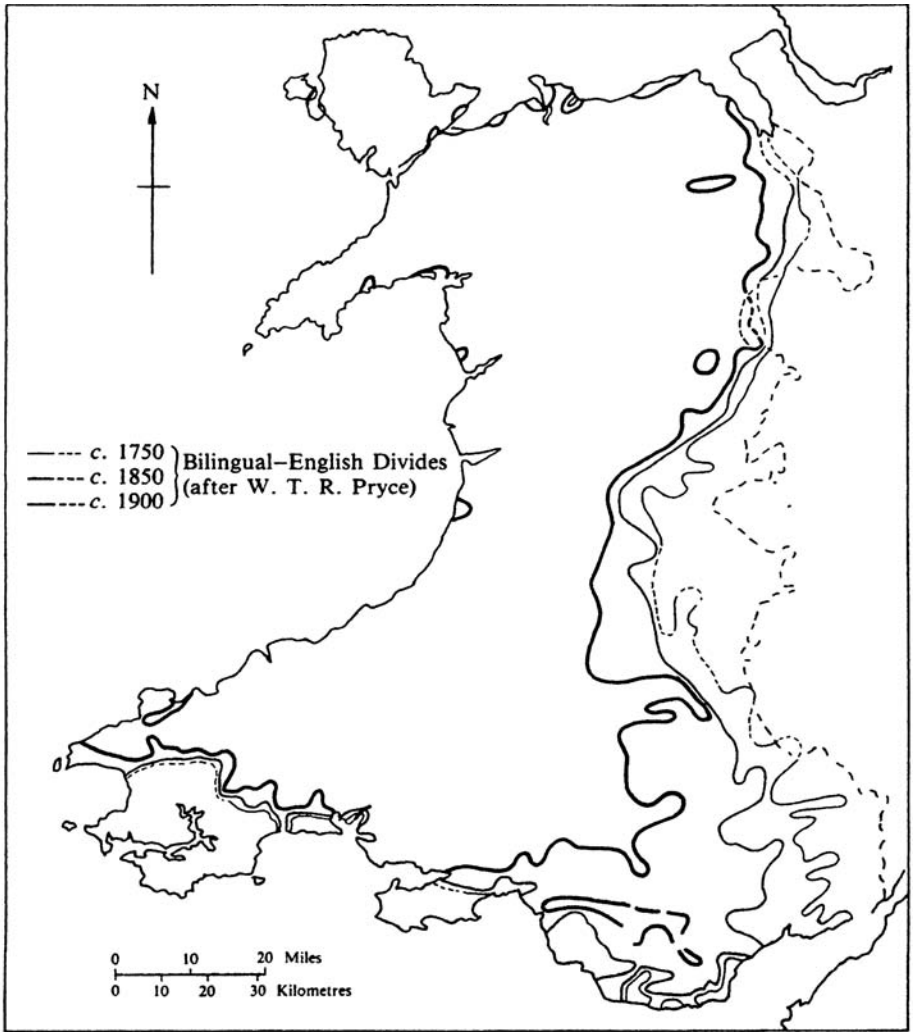 N
c. 1750
c. 1850
c. 1900
Bilingual–English Divides
(after W. T. R. Pryce)
0 10 20 Miles
0 10 20 30 Kilometres